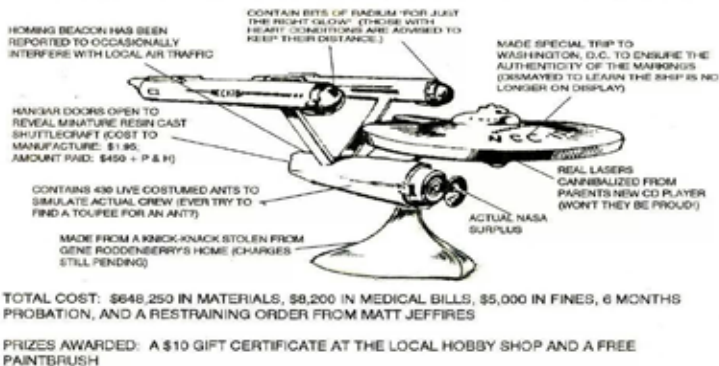 CONTAIN BITS OF RADIUM "FOR JUST
THE RIGHT GLOW" (THOSE WITH
HEART CONDITIONS ARE ADVISED TO
KEEP THEIR DISTANCE.)
HOMING BEACON HAS BEEN
REPORTED TO OCCASIONALLY
INTERFERE WITH LOCAL AIR TRAFFIC
MADE SPECIAL TRIP TO
WASHINGTON, D.C. TO ENSURE THE
AUTHENTICITY OF THE MARKINGS
(DISMAYED TO LEARN THE SHIP IS NO
LONGER ON DISPLAY)
HANGAR DOORS OPEN TO
REVEAL MINATURE RESIN CAST
SHUTTLECRAFT (COST TO
MANUFACTURE: $1.95;
AMOUNT PAID: $450 + P & H)
NCC
REAL LASERS
CANNIBALIZED FROM
PARENTS NEW CD PLAYER
(WON'T THEY BE PROUD!)
CONTAINS 430 LIVE COSTUMED ANTS TO
SIMULATE ACTUAL CREW (EVER TRY TO
FIND A TOUPEE FOR AN ANT?)
ACTUAL NASA
SURPLUS
MADE FROM A KNICK-KNACK STOLEN FROM
GENE RODDENBERRY'S HOME (CHARGES
STILL PENDING)
TOTAL COST: $648,250 IN MATERIALS, $8,200 IN MEDICAL BILLS, $5,000 IN FINES, 6 MONTHS
PROBATION, AND A RESTRAINING ORDER FROM MATT JEFFIRES
PRIZES AWARDED: A $10 GIFT CERTIFICATE AT THE LOCAL HOBBY SHOP AND A FREE
PAINTBRUSH